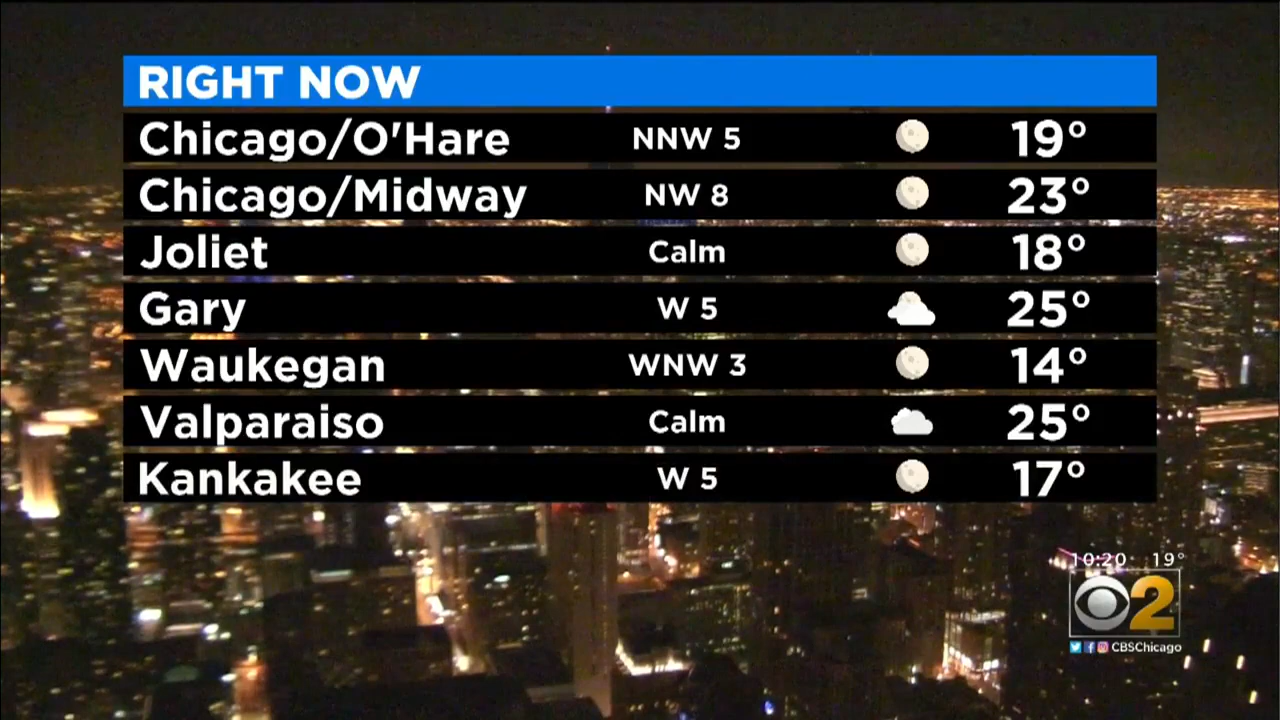 RIGHT NOW
Chicago/O'Hare NNW 5 19°
Chicago/Midway NW 8 23°
Joliet Calm 18°
Gary W 5 25°
Waukegan WNW 3 14°
Valparaiso Calm 25°
Kankakee W 5 17°
10:20 19°
2
CBSChicago